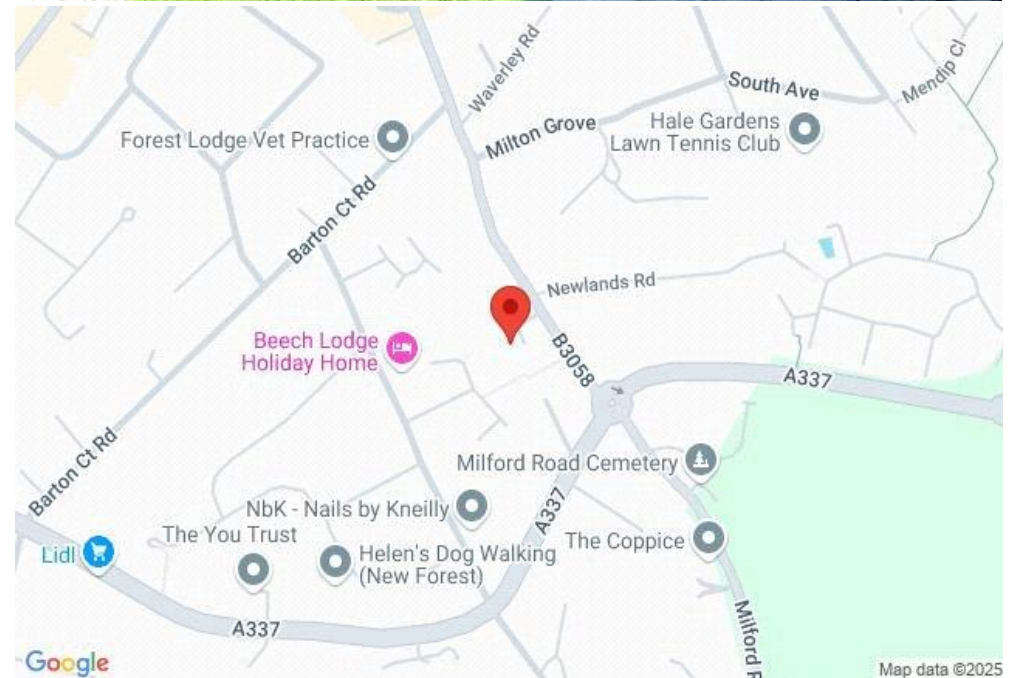 Waverley Rd
South Ave
Mendip Cl
Milton Grove
Hale Gardens
Lawn Tennis Club
Forest Lodge Vet Practice
Barton Ct Rd
Newlands Rd
Beech Lodge
Holiday Home
B3058
A337
Barton Ct Rd
Milford Road Cemetery
NbK - Nails by Kneilly
A337
The Coppice
The You Trust
Lidl
Helen's Dog Walking
(New Forest)
A337
Google
Map data ©2025